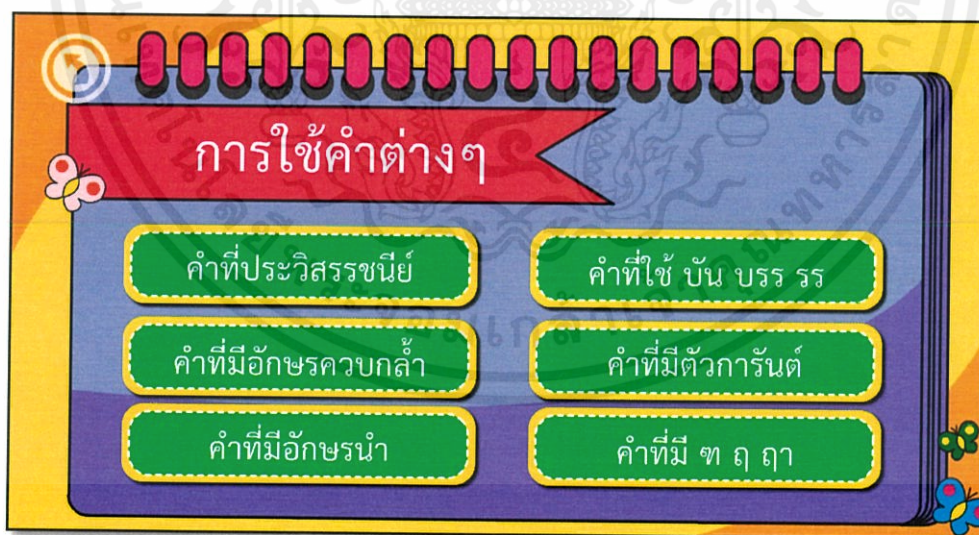 การใช้คำต่างๆ
คำที่ประวิสรรชนีย์
คำที่ใช้ บัน บรร รร
คำที่มีอักษรควบกล้ำ
คำที่มีตัวการันต์
คำที่มีอักษรนำ
คำที่มี ฑ ฤ ฤา